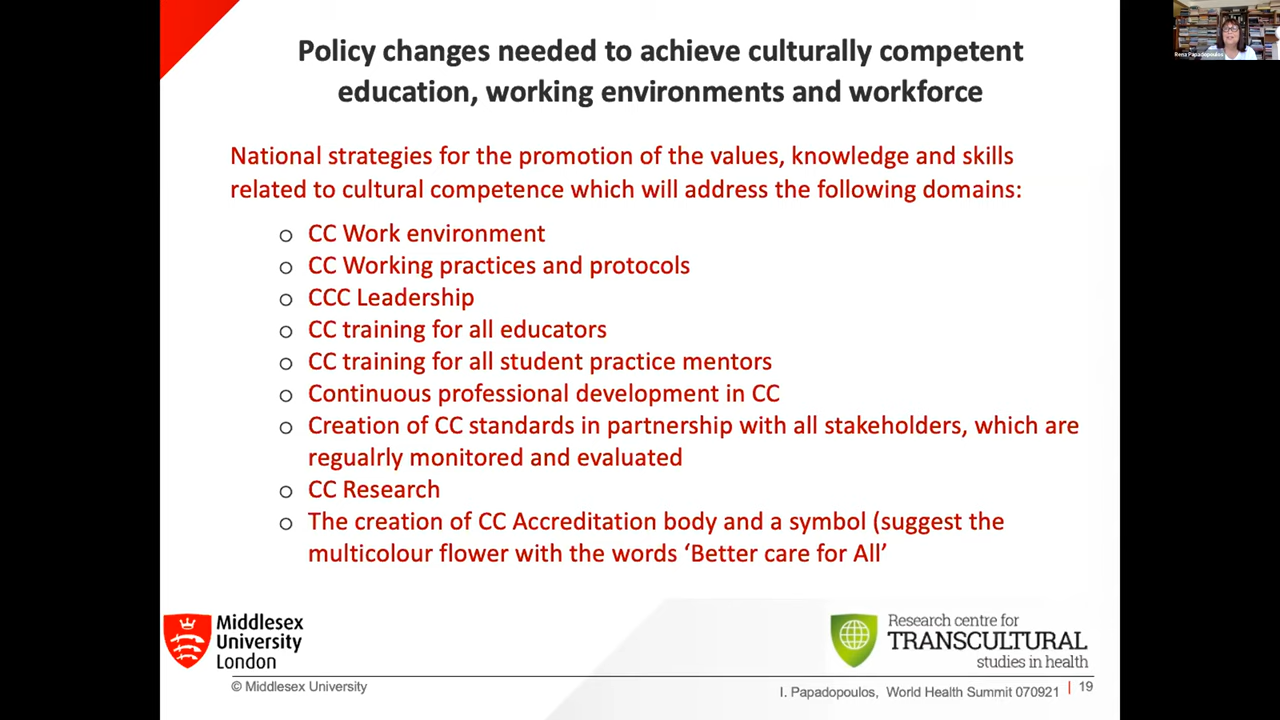 Rena Papadopoulos
Policy changes needed to achieve culturally competent
education, working environments and workforce
National strategies for the promotion of the values, knowledge and skills
related to cultural competence which will address the following domains:
CC Work environment
CC Working practices and protocols
CCC Leadership
CC training for all educators
CC training for all student practice mentors
Continuous professional development in CC
Creation of CC standards in partnership with all stakeholders, which are
regualrly monitored and evaluated
CC Research
The creation of CC Accreditation body and a symbol (suggest the
multicolour flower with the words ‘Better care for All’
Middlesex
University
London
Research centre for
TRANSCULTURAL
studies in health
© Middlesex University
I. Papadopoulos, World Health Summit 070921 | 19